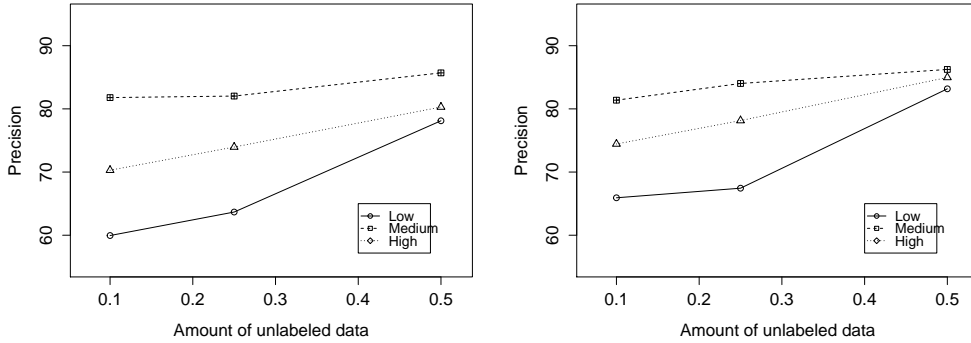 90
80
70
60
Precision
0.1 0.2 0.3 0.4 0.5
Amount of unlabeled data
Low
Medium
High
90
80
70
60
Precision
0.1 0.2 0.3 0.4 0.5
Amount of unlabeled data
Low
Medium
High